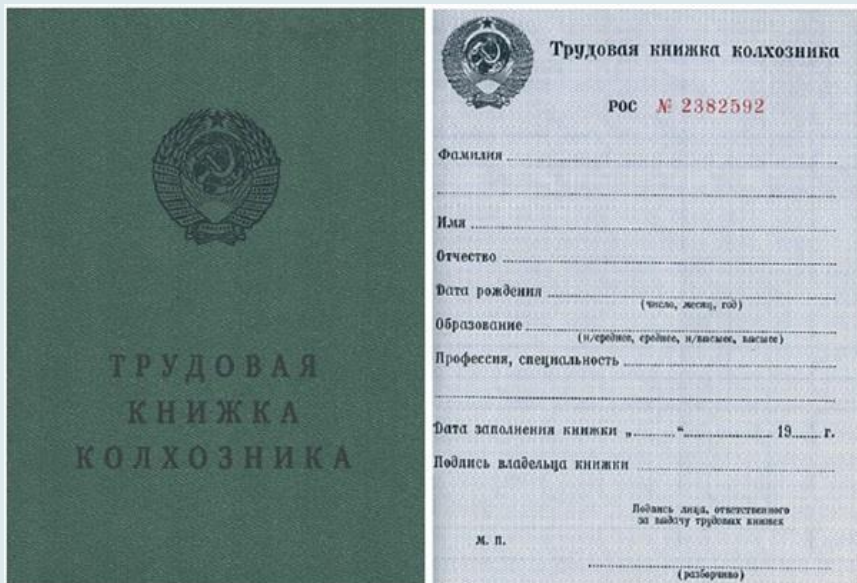 ТРУДОВАЯ
КНИЖКА
КОЛХОЗНИКА
Трудовая книжка колхозника
РОС № 2382592
Фамилия
Имя
Отчество
Дата рождения
(число, месяц, год)
Образование
(н/среднее, среднее, н/высшее, высшее)
Профессия, специальность
Дата заполнения книжки „ “ 19 г.
Подпись владельца книжки
Подпись лица, ответственного
за выдачу трудовых книжек
М. П.
(разборчиво)